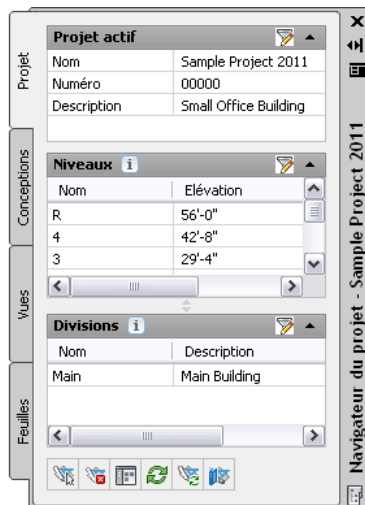 Projet actif
Nom Sample Project 2011
Numéro 00000
Description Small Office Building
Niveaux
Nom Elévation
R 56'-0"
4 42'-8"
3 29'-4"
Divisions
Nom Description
Main Main Building
Projet
Conceptions
Vues
Feuilles
Navigateur du projet - Sample Project 2011